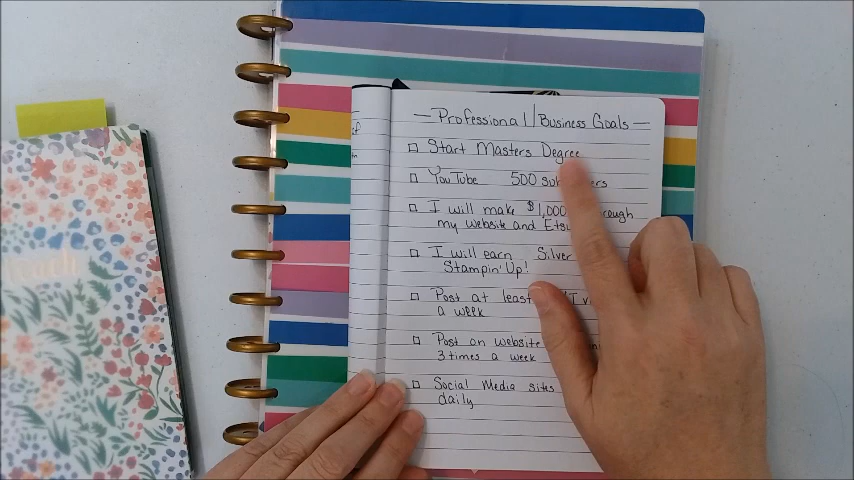 — Professional/Business Goals —
Start Masters Degree
YouTube 500
I will make $1,000
my website and
I will earn Silver
Stampin' Up!
Post at least
a week
Post on website
3 times a week
Social Media sites
daily